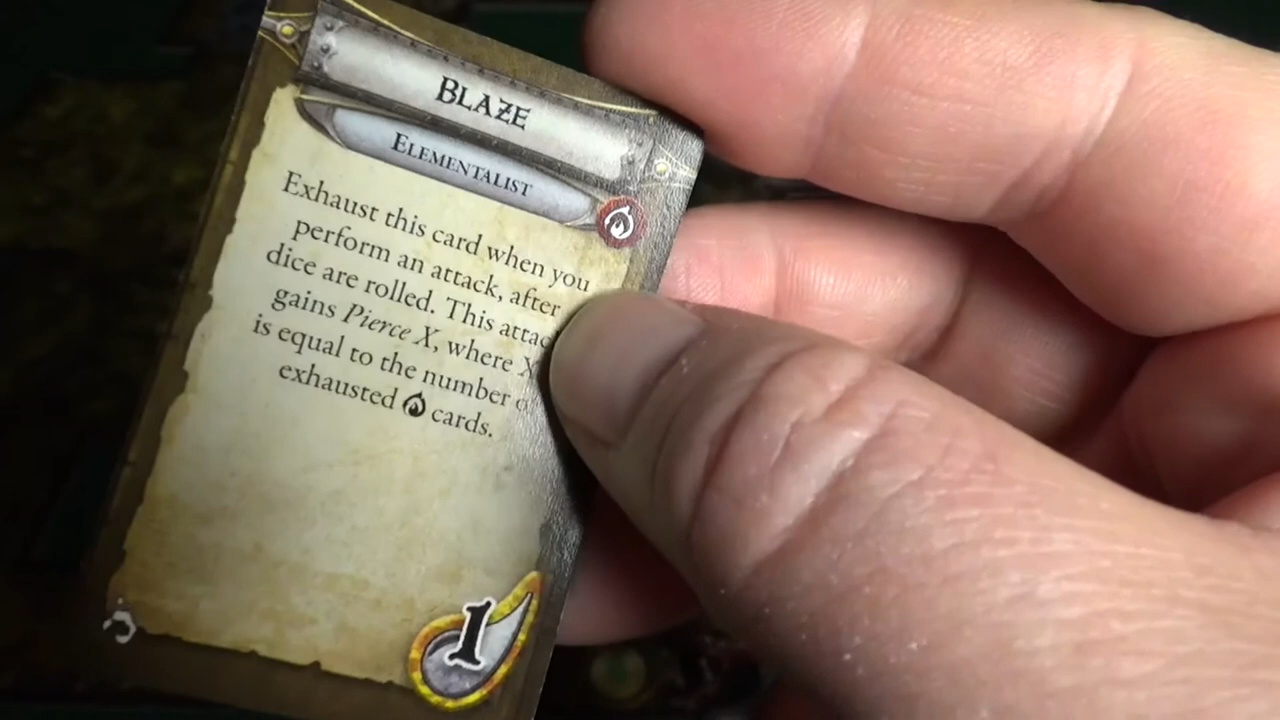 BLAZE
ELEMENTALIST
Exhaust this card when you
perform an attack, after
dice are rolled. This
gains Pierce X, where X
is equal to the number
exhausted cards.
1